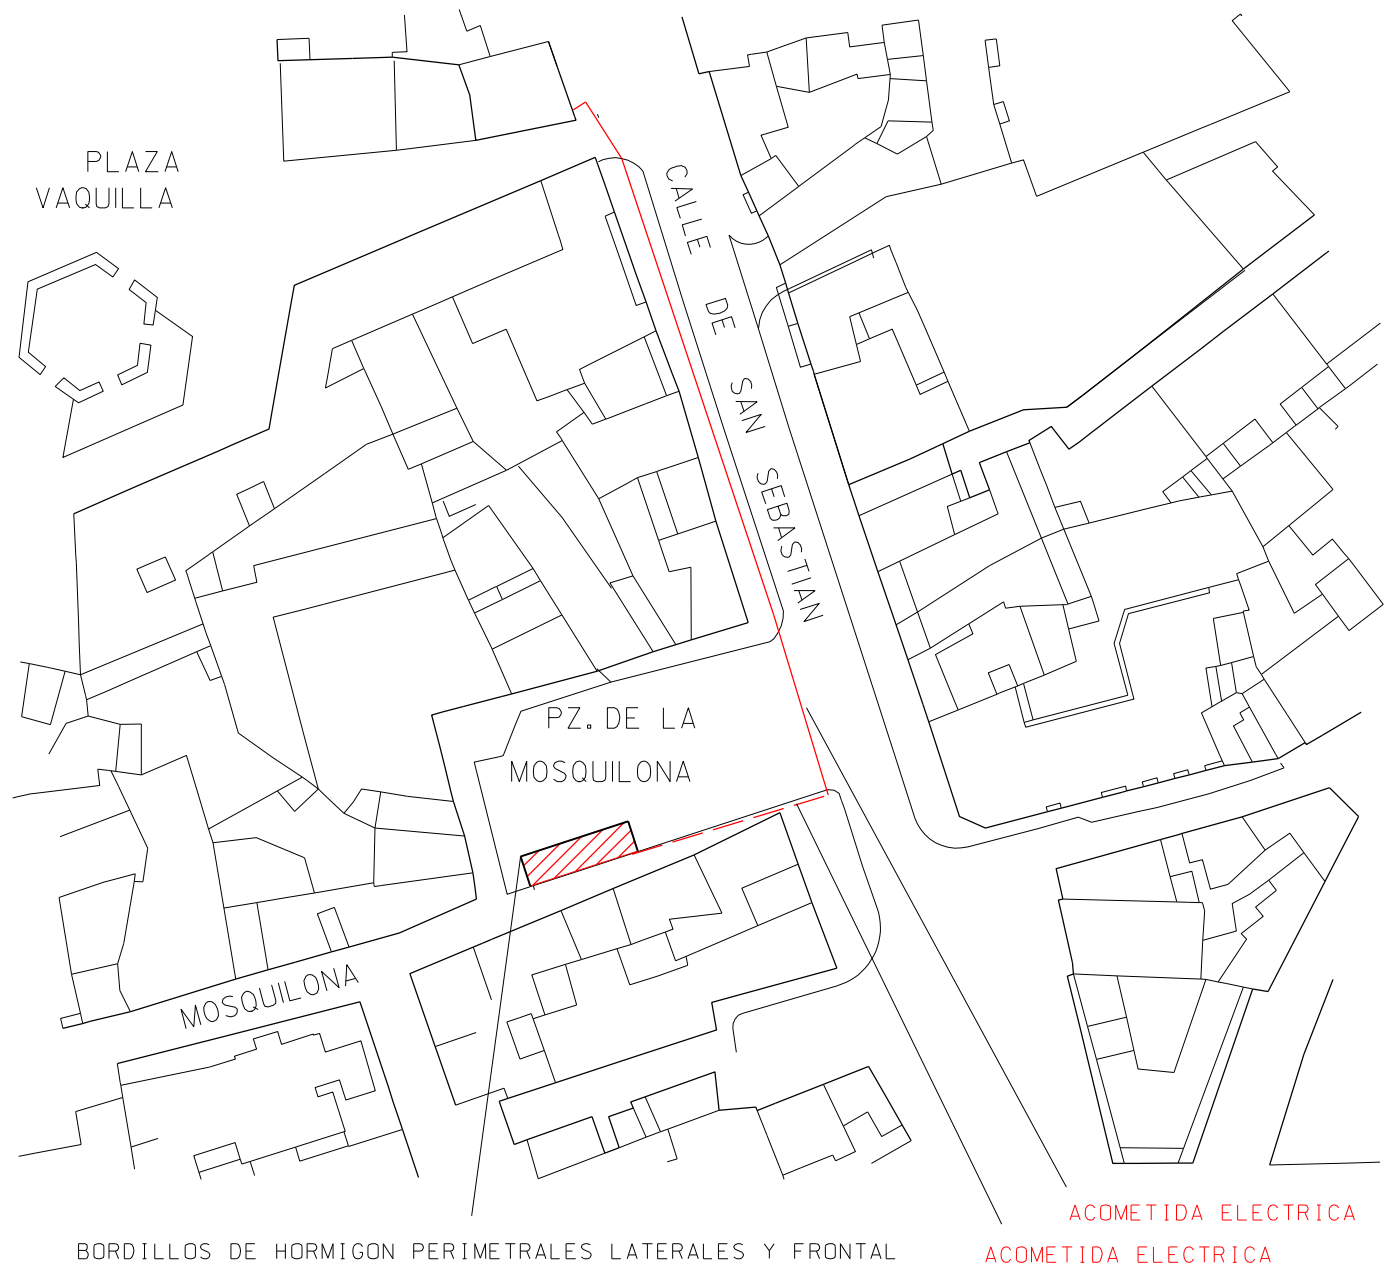 PLAZA
VAQUILLA
CALLE DE SAN SEBASTIAN
PZ. DE LA
MOSQUILONA
MOSQUILONA
ACOMETIDA ELECTRICA
BORDILLOS DE HORMIGON PERIMETRALES LATERALES Y FRONTAL
ACOMETIDA ELECTRICA